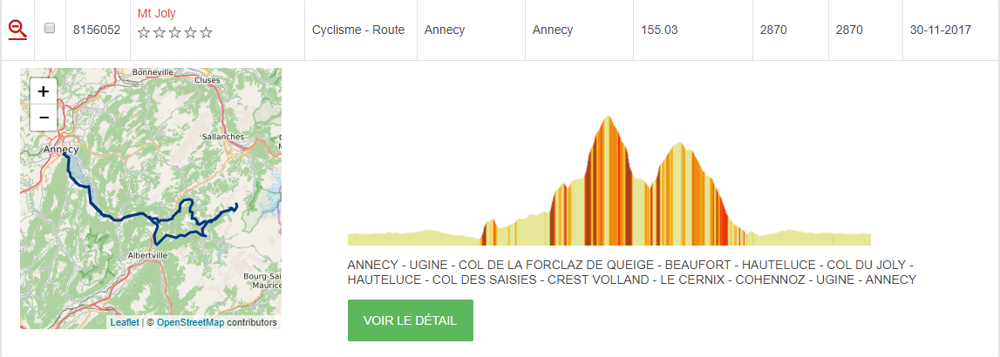 Mt Joly
8156052
Cyclisme - Route
Annecy
Annecy
155.03
2870
2870
30-11-2017
+
−
Bonneville
Cluses
Sallanches
Annecy
Albertville
Bourg-Sai
Maurice
Leaflet | © OpenStreetMap contributors
ANNECY - UGINE - COL DE LA FORCLAZ DE QUEIGE - BEAUFORT - HAUTELUCE - COL DU JOLY -
HAUTELUCE - COL DES SAISIES - CREST VOLLAND - LE CERNIX - COHENNOZ - UGINE - ANNECY
VOIR LE DÉTAIL